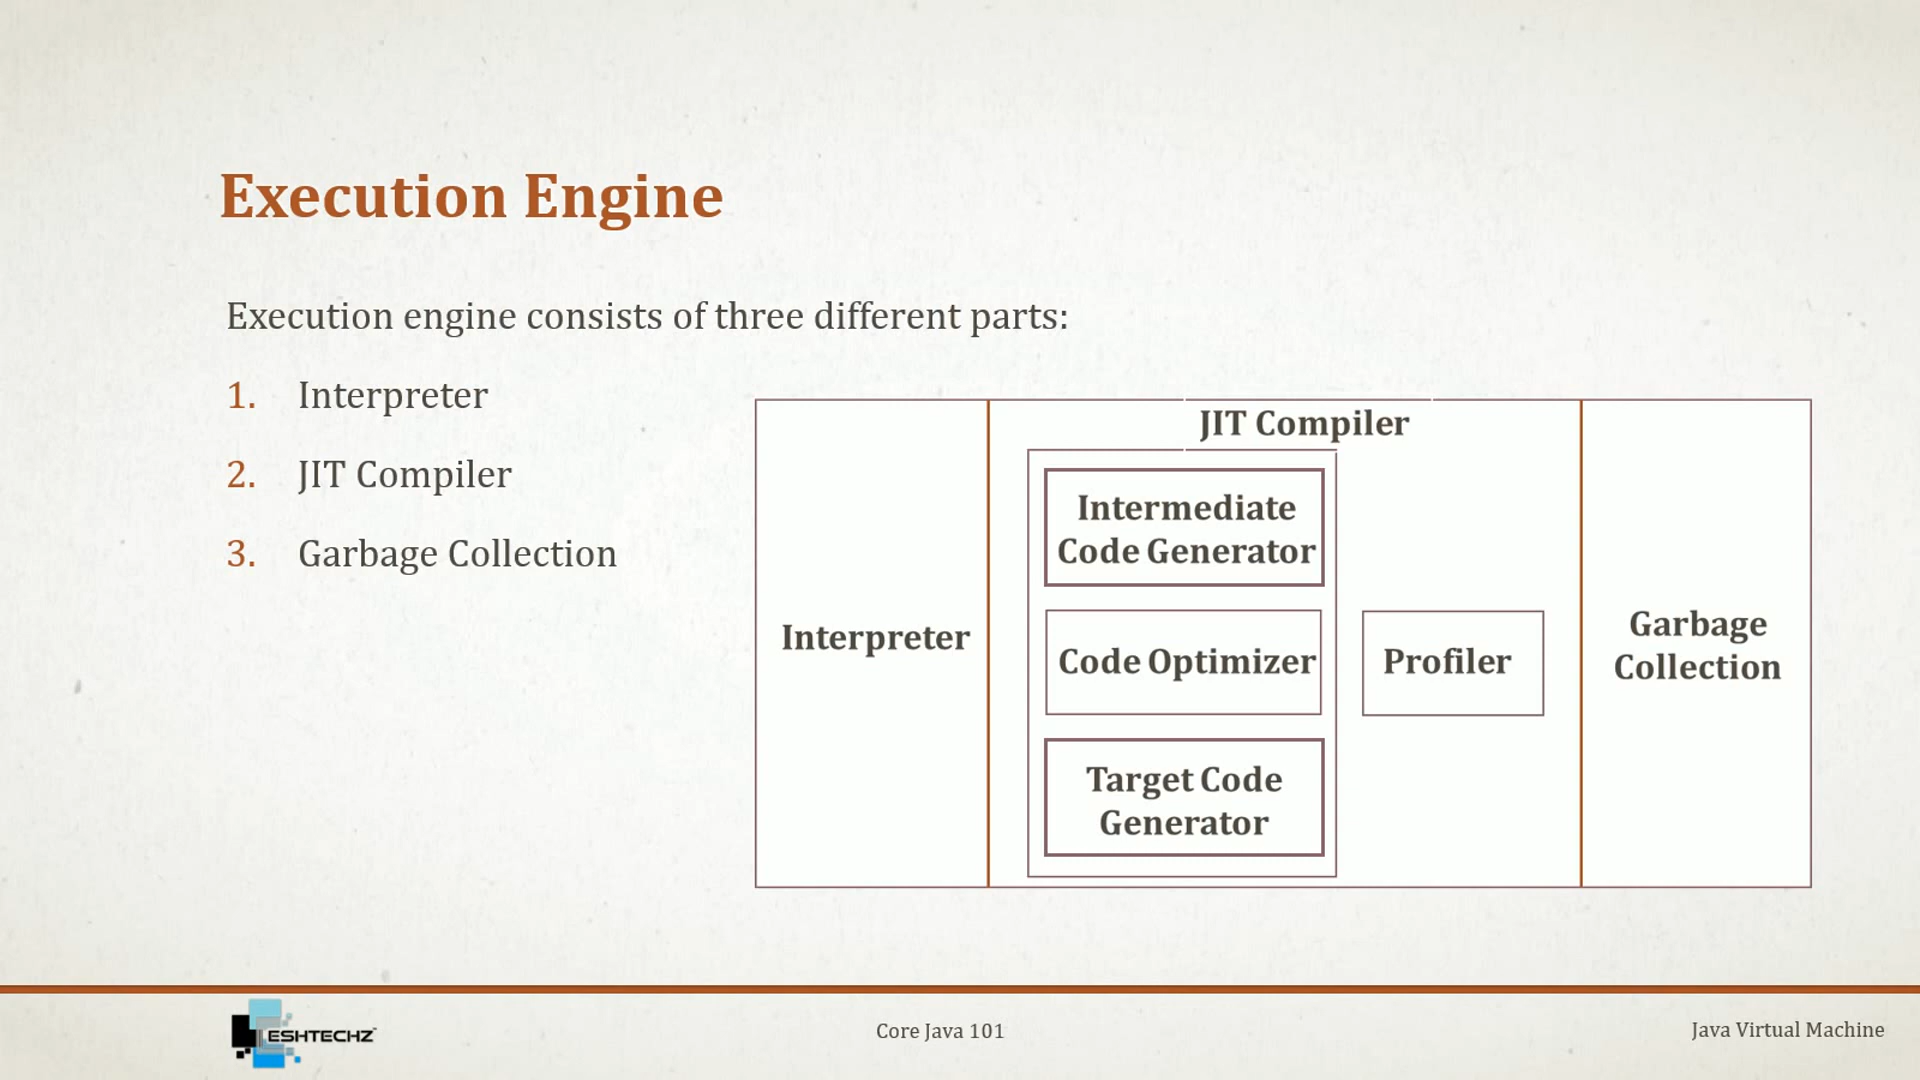 Execution Engine
Execution engine consists of three different parts:
1. Interpreter
2. JIT Compiler
3. Garbage Collection
JIT Compiler
Intermediate
Code Generator
Interpreter
Code Optimizer
Profiler
Garbage
Collection
Target Code
Generator
ESHTECHZ
Core Java 101
Java Virtual Machine